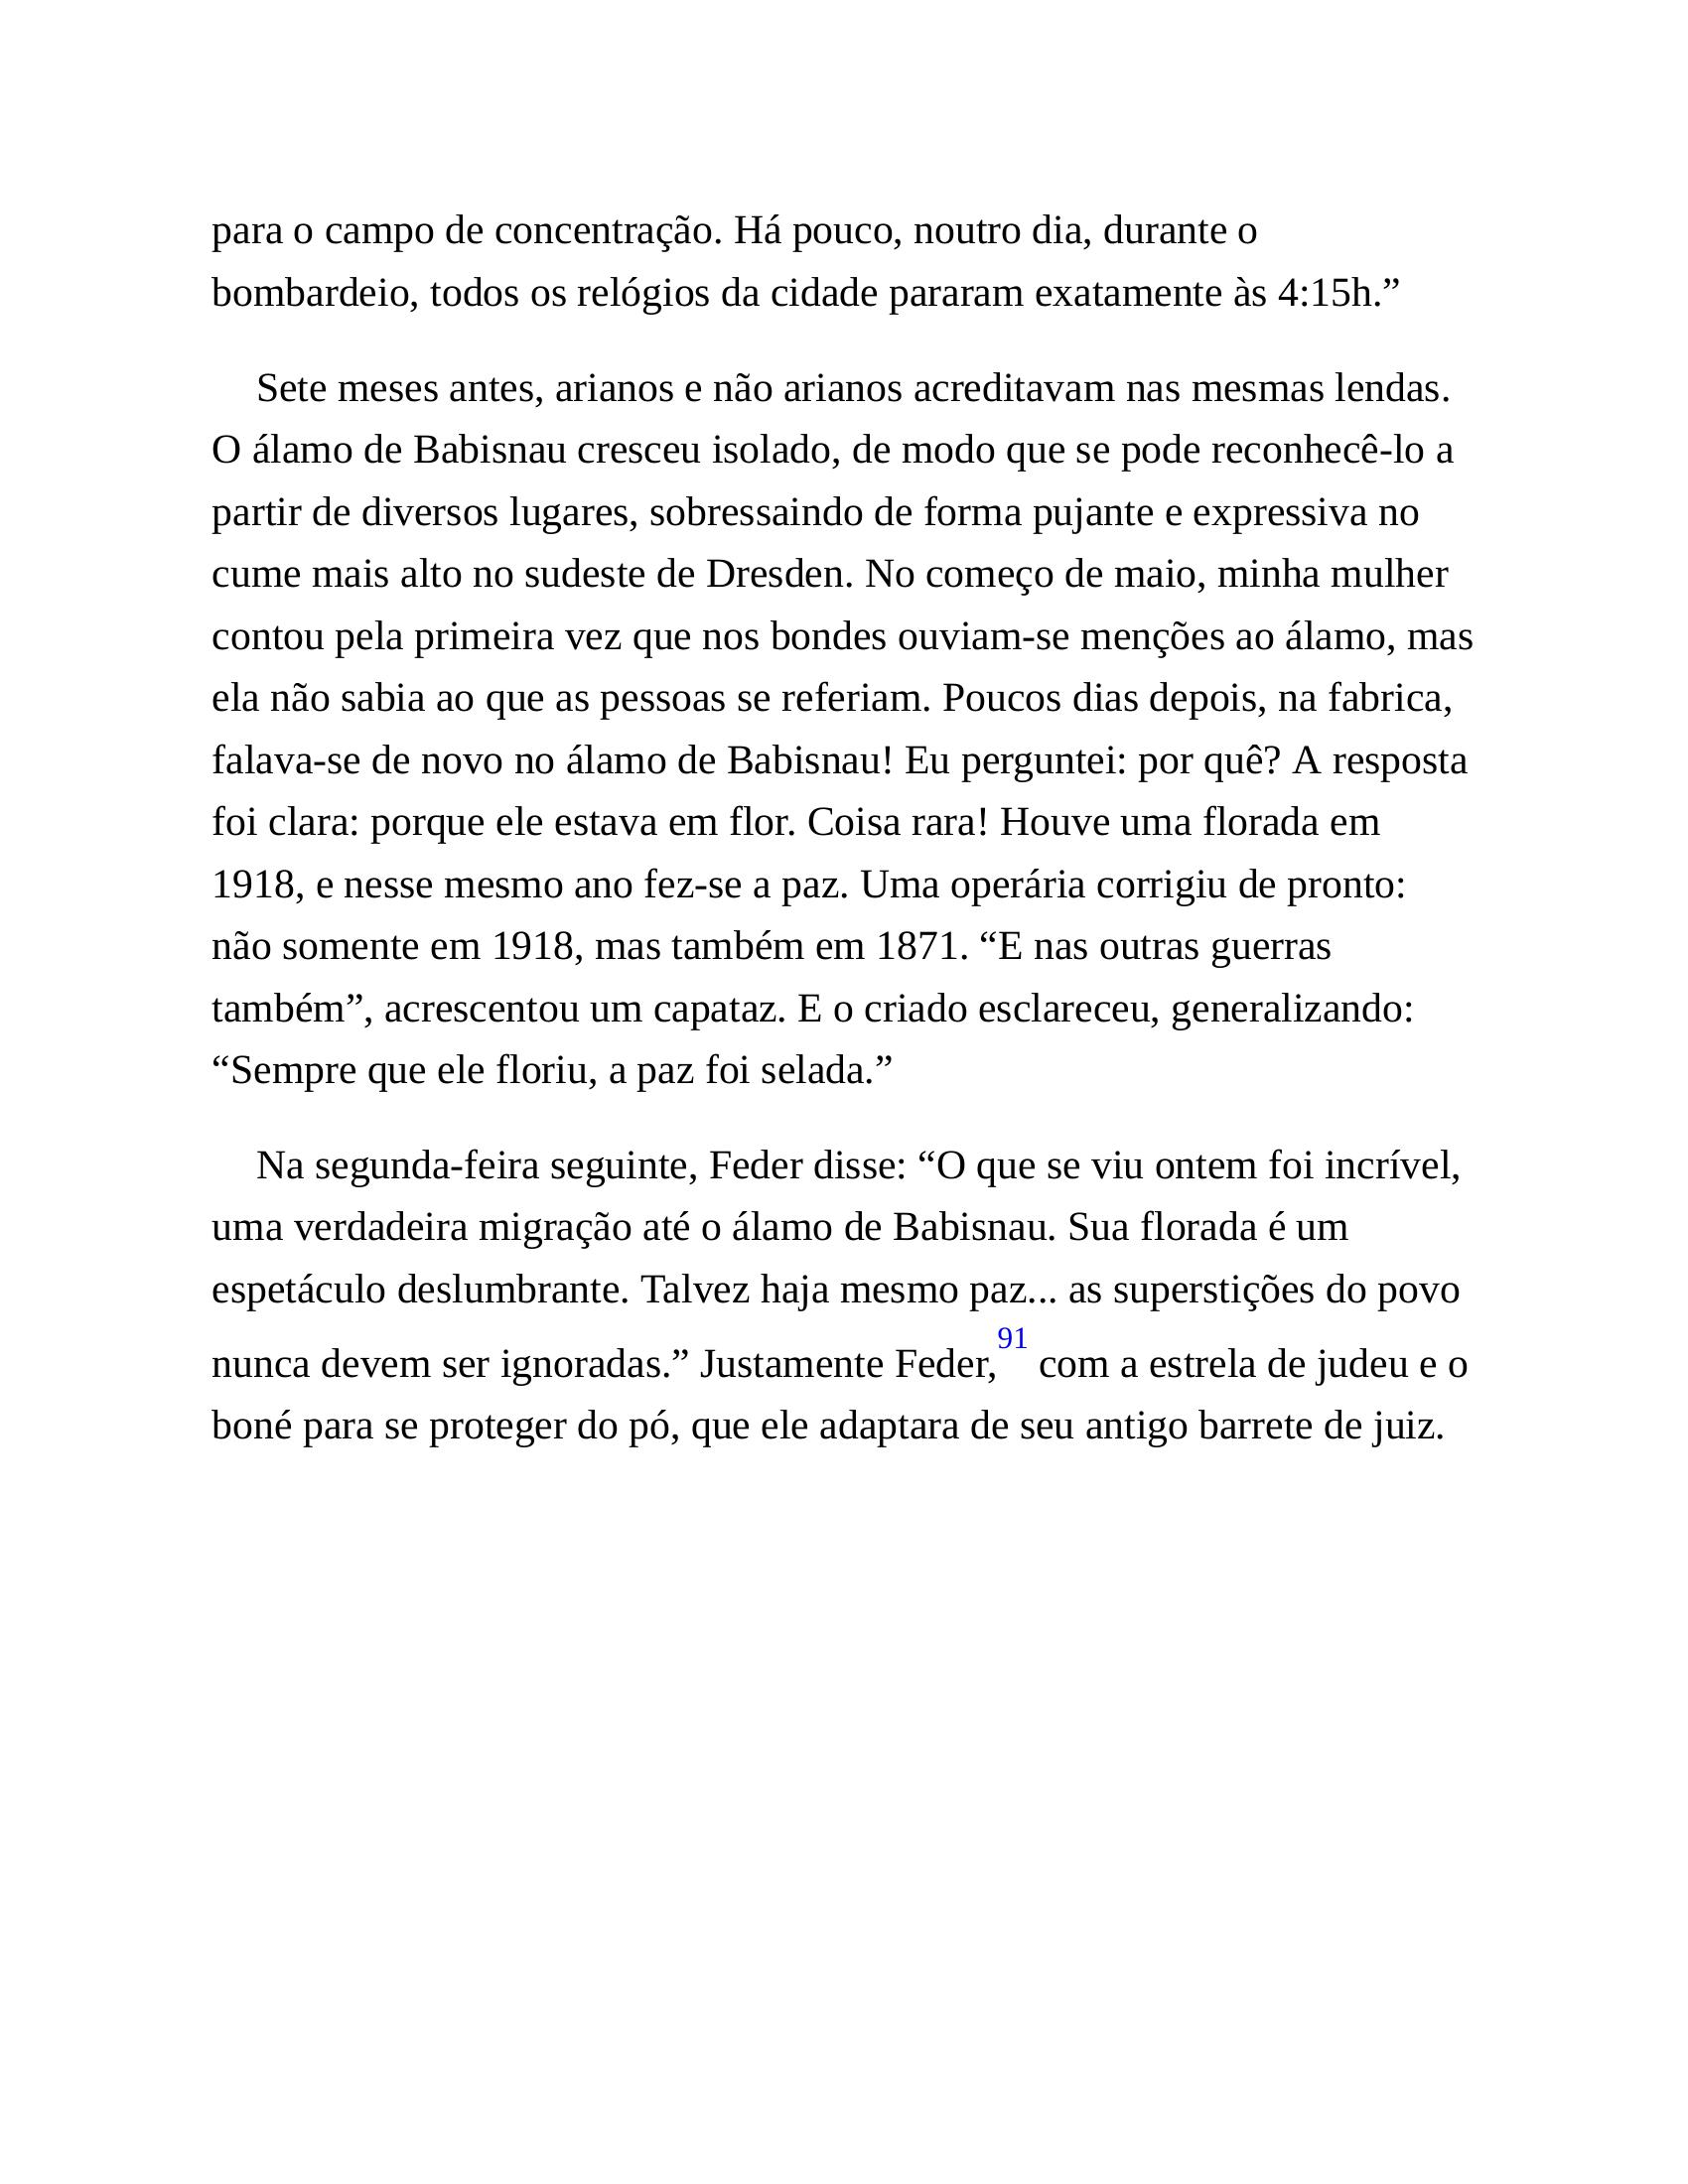 para o campo de concentração. Há pouco, noutro dia, durante o
bombardeio, todos os relógios da cidade pararam exatamente às 4:15h.”
Sete meses antes, arianos e não arianos acreditavam nas mesmas lendas.
O álamo de Babisnau cresceu isolado, de modo que se pode reconhecê-lo a
partir de diversos lugares, sobressaindo de forma pujante e expressiva no
cume mais alto no sudeste de Dresden. No começo de maio, minha mulher
contou pela primeira vez que nos bondes ouviam-se menções ao álamo, mas
ela não sabia ao que as pessoas se referiam. Poucos dias depois, na fabrica,
falava-se de novo no álamo de Babisnau! Eu perguntei: por quê? A resposta
foi clara: porque ele estava em flor. Coisa rara! Houve uma florada em
1918, e nesse mesmo ano fez-se a paz. Uma operária corrigiu de pronto:
não somente em 1918, mas também em 1871. “E nas outras guerras
também”, acrescentou um capataz. E o criado esclareceu, generalizando:
“Sempre que ele floriu, a paz foi selada.”
Na segunda-feira seguinte, Feder disse: “O que se viu ontem foi incrível,
uma verdadeira migração até o álamo de Babisnau. Sua florada é um
espetáculo deslumbrante. Talvez haja mesmo paz... as superstições do povo
nunca devem ser ignoradas.” Justamente Feder,91 com a estrela de judeu e o
boné para se proteger do pó, que ele adaptara de seu antigo barrete de juiz.